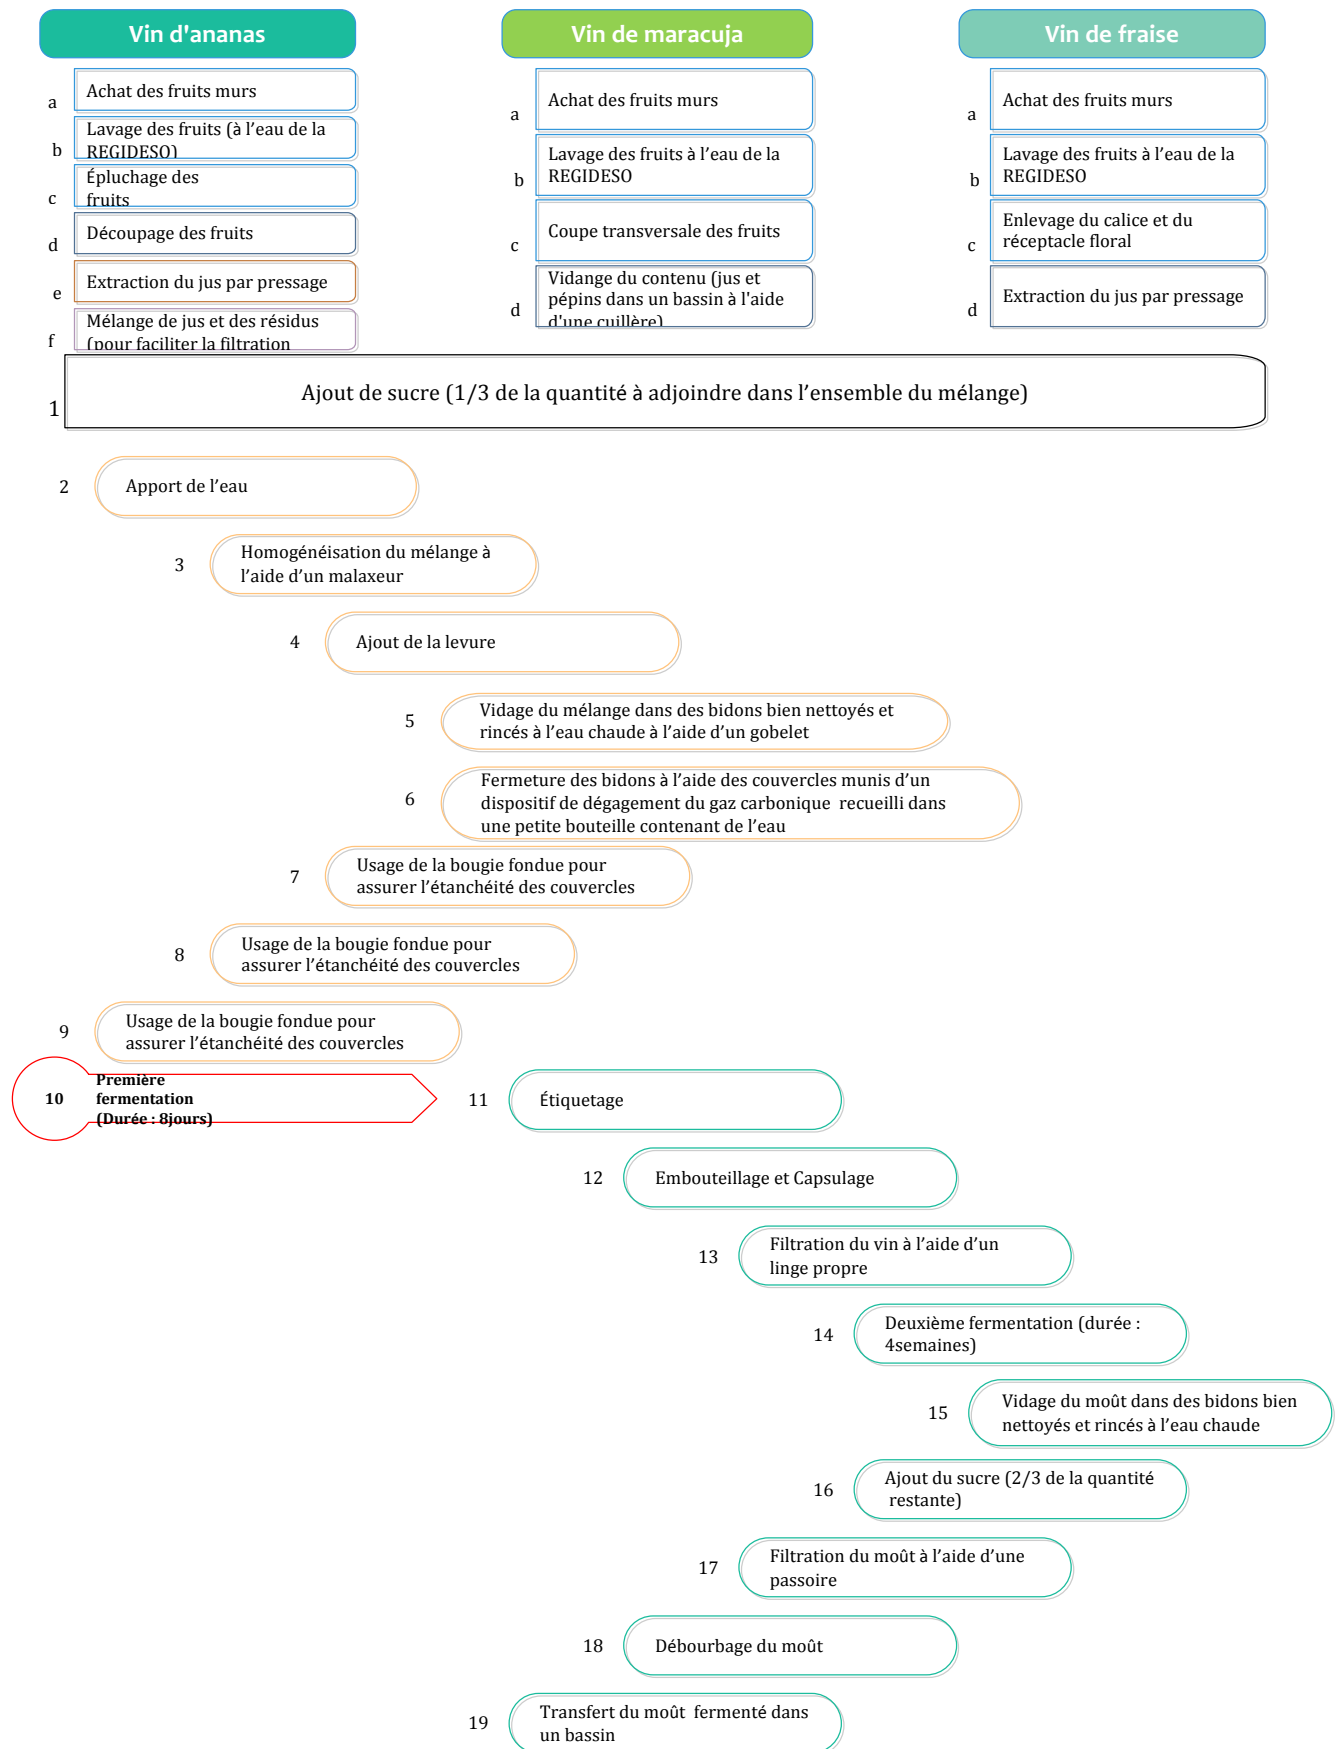 Vin d'ananas
Vin de maracuja
Vin de fraise
a
Achat des fruits murs
b
Lavage des fruits (à l’eau de la
REGIDESO)
c
Épluchage des
fruits
d
Découpage des fruits
e
Extraction du jus par pressage
f
Mélange de jus et des résidus
(pour faciliter la filtration
a
Achat des fruits murs
b
Lavage des fruits à l’eau de la
REGIDESO
c
Coupe transversale des fruits
d
Vidange du contenu (jus et
pépins dans un bassin à l'aide
d'une cuillère)
a
Achat des fruits murs
b
Lavage des fruits à l’eau de la
REGIDESO
c
Enlevage du calice et du
réceptacle floral
d
Extraction du jus par pressage
1
Ajout de sucre (1/3 de la quantité à adjoindre dans l’ensemble du mélange)
2
Apport de l’eau
3
Homogénéisation du mélange à
l’aide d’un malaxeur
4
Ajout de la levure
5
Vidage du mélange dans des bidons bien nettoyés et
rincés à l’eau chaude à l’aide d’un gobelet
6
Fermeture des bidons à l’aide des couvercles munis d’un
dispositif de dégagement du gaz carbonique recueilli dans
une petite bouteille contenant de l’eau
7
Usage de la bougie fondue pour
assurer l’étanchéité des couvercles
8
Usage de la bougie fondue pour
assurer l’étanchéité des couvercles
9
Usage de la bougie fondue pour
assurer l’étanchéité des couvercles
10
Première
fermentation
(Durée : 8jours)
11
Étiquetage
12
Embouteillage et Capsulage
13
Filtration du vin à l’aide d’un
linge propre
14
Deuxième fermentation (durée :
4semaines)
15
Vidage du moût dans des bidons bien
nettoyés et rincés à l’eau chaude
16
Ajout du sucre (2/3 de la quantité
restante)
17
Filtration du moût à l’aide d’une
passoire
18
Débourbage du moût
19
Transfert du moût fermenté dans
un bassin